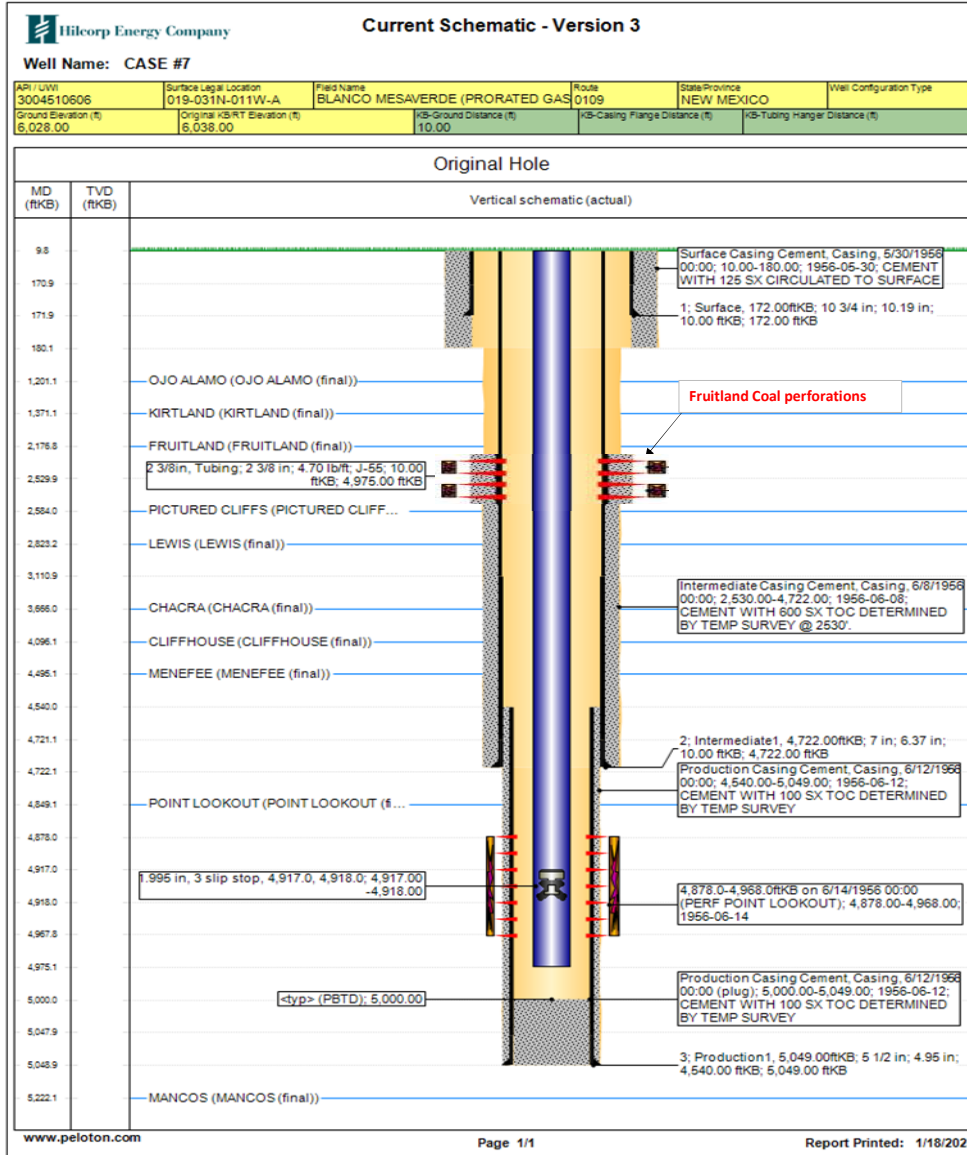 Hilcorp Energy Company
Current Schematic - Version 3
Well Name: CASE #7
API / UWI
3004510606
Surface Legal Location
019-031N-011W-A
Field Name
BLANCO MESAVERDE (PRORATED GAS
Route
0109
State/Province
NEW MEXICO
Well Configuration Type
Ground Elevation (ft)
6,028.00
Original KB/RT Elevation (ft)
6,038.00
KB-Ground Distance (ft)
10.00
KB-Casing Flange Distance (ft)
KB-Tubing Hanger Distance (ft)
Original Hole
MD
(ftKB)
TVD
(ftKB)
Vertical schematic (actual)
9.8
Surface Casing Cement, Casing, 5/30/1956
00:00; 10.00-180.00; 1956-05-30; CEMENT
WITH 125 SX CIRCULATED TO SURFACE
170.9
171.9
1; Surface, 172.00ftKB; 10 3/4 in; 10.19 in;
10.00 ftKB; 172.00 ftKB
180.1
1,201.1
OJO ALAMO (OJO ALAMO (final))
Fruitland Coal perforations
1,371.1
KIRTLAND (KIRTLAND (final))
2,176.8
FRUITLAND (FRUITLAND (final))
2 3/8in, Tubing; 2 3/8 in; 4.70 lb/ft; J-55; 10.00
ftKB; 4,975.00 ftKB
2,529.9
2,584.0
PICTURED CLIFFS (PICTURED CLIFF...
2,823.2
LEWIS (LEWIS (final))
3,110.9
Intermediate Casing Cement, Casing, 6/8/1956
00:00; 2,530.00-4,722.00; 1956-06-08;
CEMENT WITH 600 SX TOC DETERMINED
BY TEMP SURVEY @ 2530'.
3,666.0
CHACRA (CHACRA (final))
4,096.1
CLIFFHOUSE (CLIFFHOUSE (final))
4,495.1
MENEFEE (MENEFEE (final))
4,540.0
4,721.1
2; Intermediate1, 4,722.00ftKB; 7 in; 6.37 in;
10.00 ftKB; 4,722.00 ftKB
4,722.1
Production Casing Cement, Casing, 6/12/1956
00:00; 4,540.00-5,049.00; 1956-06-12;
CEMENT WITH 100 SX TOC DETERMINED
BY TEMP SURVEY
4,849.1
POINT LOOKOUT (POINT LOOKOUT (fi...
4,878.0
4,917.0
1.995 in, 3 slip stop, 4,917.0, 4,918.0; 4,917.00
-4,918.00
4,918.0
4,878.0-4,968.0ftKB on 6/14/1956 00:00
(PERF POINT LOOKOUT); 4,878.00-4,968.00;
1956-06-14
4,967.8
4,975.1
5,000.0
<typ> (PBTD); 5,000.00
Production Casing Cement, Casing, 6/12/1956
00:00 (plug); 5,000.00-5,049.00; 1956-06-12;
CEMENT WITH 100 SX TOC DETERMINED
BY TEMP SURVEY
5,047.9
5,048.9
3; Production1, 5,049.00ftKB; 5 1/2 in; 4.95 in;
4,540.00 ftKB; 5,049.00 ftKB
5,222.1
MANCOS (MANCOS (final))
www.peloton.com
Page 1/1
Report Printed: 1/18/202